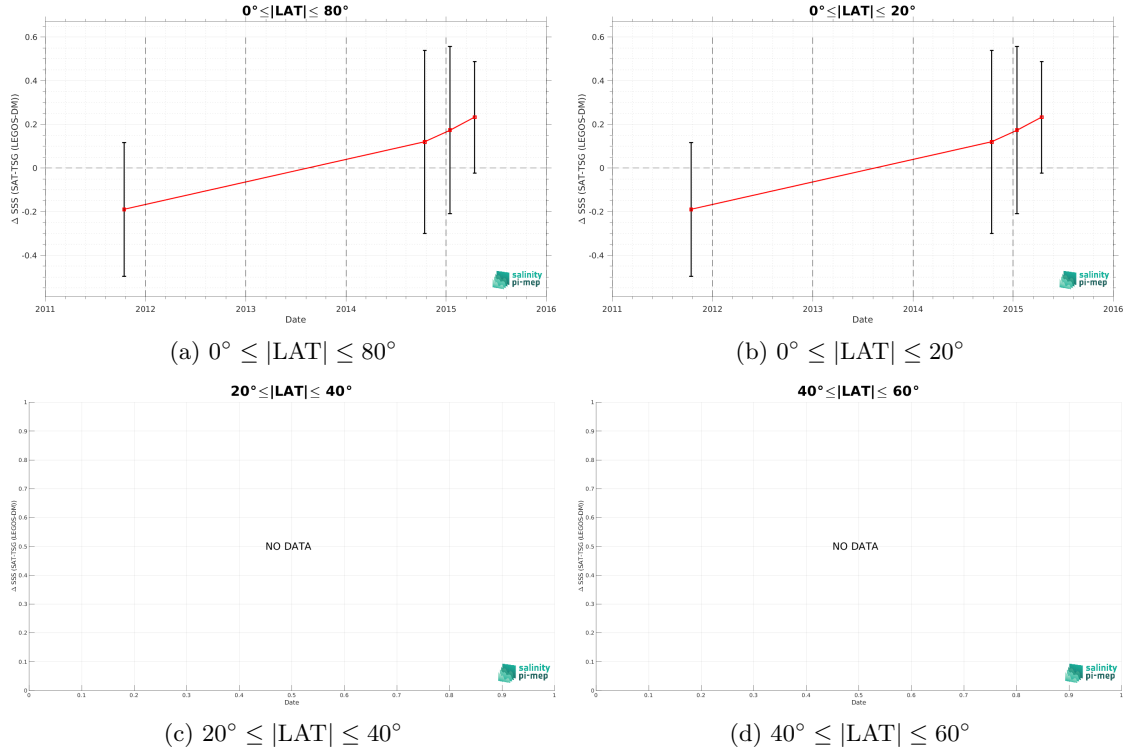 0°≤|LAT|≤ 80°
Δ SSS (SAT-TSG (LEGOS-DM))
0.6
0.4
0.2
0
-0.2
-0.4
salinity
pi-mep
2011 2012 2013 2014 2015 2016
Date
(a) 0° ≤ |LAT| ≤ 80°
0°≤|LAT|≤ 20°
Δ SSS (SAT-TSG (LEGOS-DM))
0.6
0.4
0.2
0
-0.2
-0.4
salinity
pi-mep
2011 2012 2013 2014 2015 2016
Date
(b) 0° ≤ |LAT| ≤ 20°
20°≤|LAT|≤ 40°
Δ SSS (SAT-TSG (LEGOS-DM))
1
0.9
0.8
0.7
0.6
0.5
0.4
0.3
0.2
0.1
0
NO DATA
salinity
pi-mep
0 0.1 0.2 0.3 0.4 0.5 0.6 0.7 0.8 0.9 1
Date
(c) 20° ≤ |LAT| ≤ 40°
40°≤|LAT|≤ 60°
Δ SSS (SAT-TSG (LEGOS-DM))
1
0.9
0.8
0.7
0.6
0.5
0.4
0.3
0.2
0.1
0
NO DATA
salinity
pi-mep
0 0.1 0.2 0.3 0.4 0.5 0.6 0.7 0.8 0.9 1
Date
(d) 40° ≤ |LAT| ≤ 60°